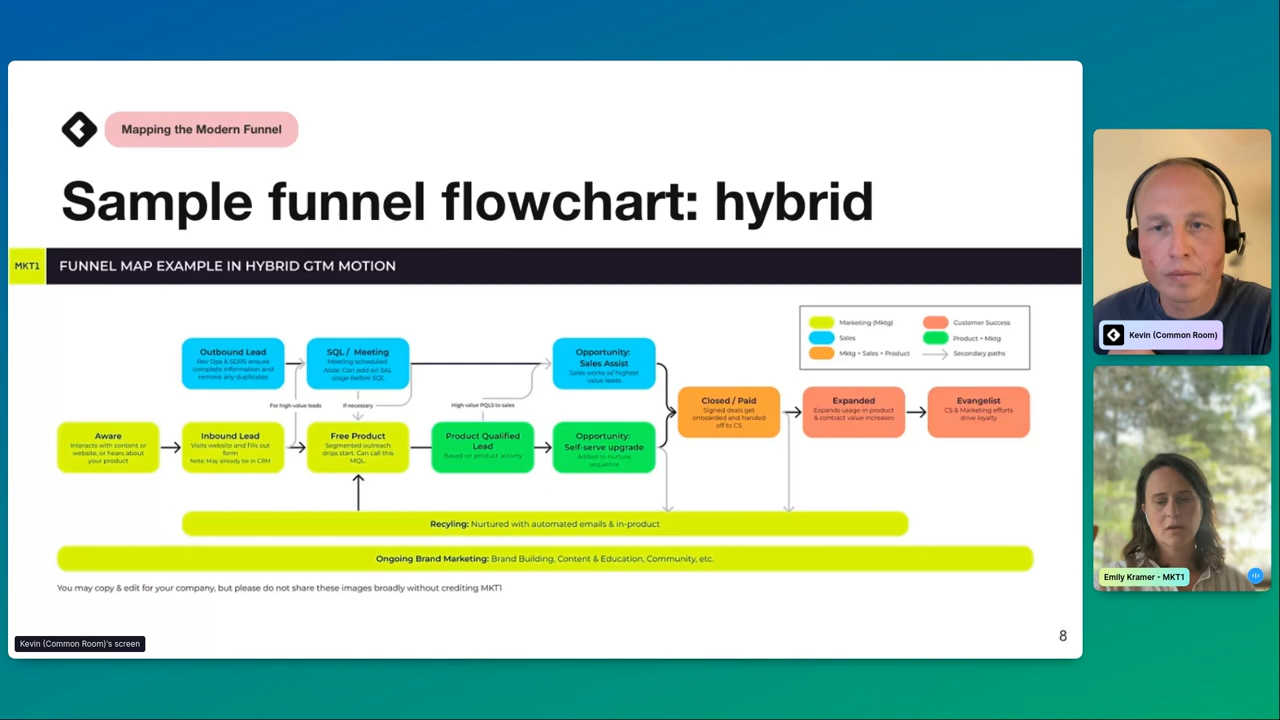 Mapping the Modern Funnel
Sample funnel flowchart: hybrid
MKT1
FUNNEL MAP EXAMPLE IN HYBRID GTM MOTION
Marketing (Mktg)
Customer Success
Sales
Product + Mktg
Mktg + Sales + Product
Secondary paths
Outbound Lead
Rev Ops & SDRS ensure
complete information and
remove any duplicates
SQL / Meeting
Meeting scheduled
Note: Can add an SAL
stage before SQL
Opportunity:
Sales Assist
Sales works w/ highest
value leads
For high-value leads
If necessary
High value PQLS to sales
Closed / Paid
Signed deals get
onboarded and handed
off to CS
Expanded
Expands usage in product
& contract value increases
Evangelist
CS & Marketing efforts
drive loyalty
Aware
Interacts with content or
website, or hears about
your product
Inbound Lead
Visits website and fills out
form
Note: May already be in CRM
Free Product
Segmented outreach
drips start. Can call this
MQL.
Product Qualified
Lead
Based on product activity
Opportunity:
Self-serve upgrade
Added to nurture
sequence
Recyling: Nurtured with automated emails & in-product
Ongoing Brand Marketing: Brand Building, Content & Education, Community, etc.
You may copy & edit for your company, but please do not share these images broadly without crediting MKT1
8
Kevin (Common Room)'s screen
Kevin (Common Room)
Emily Kramer - MKT1